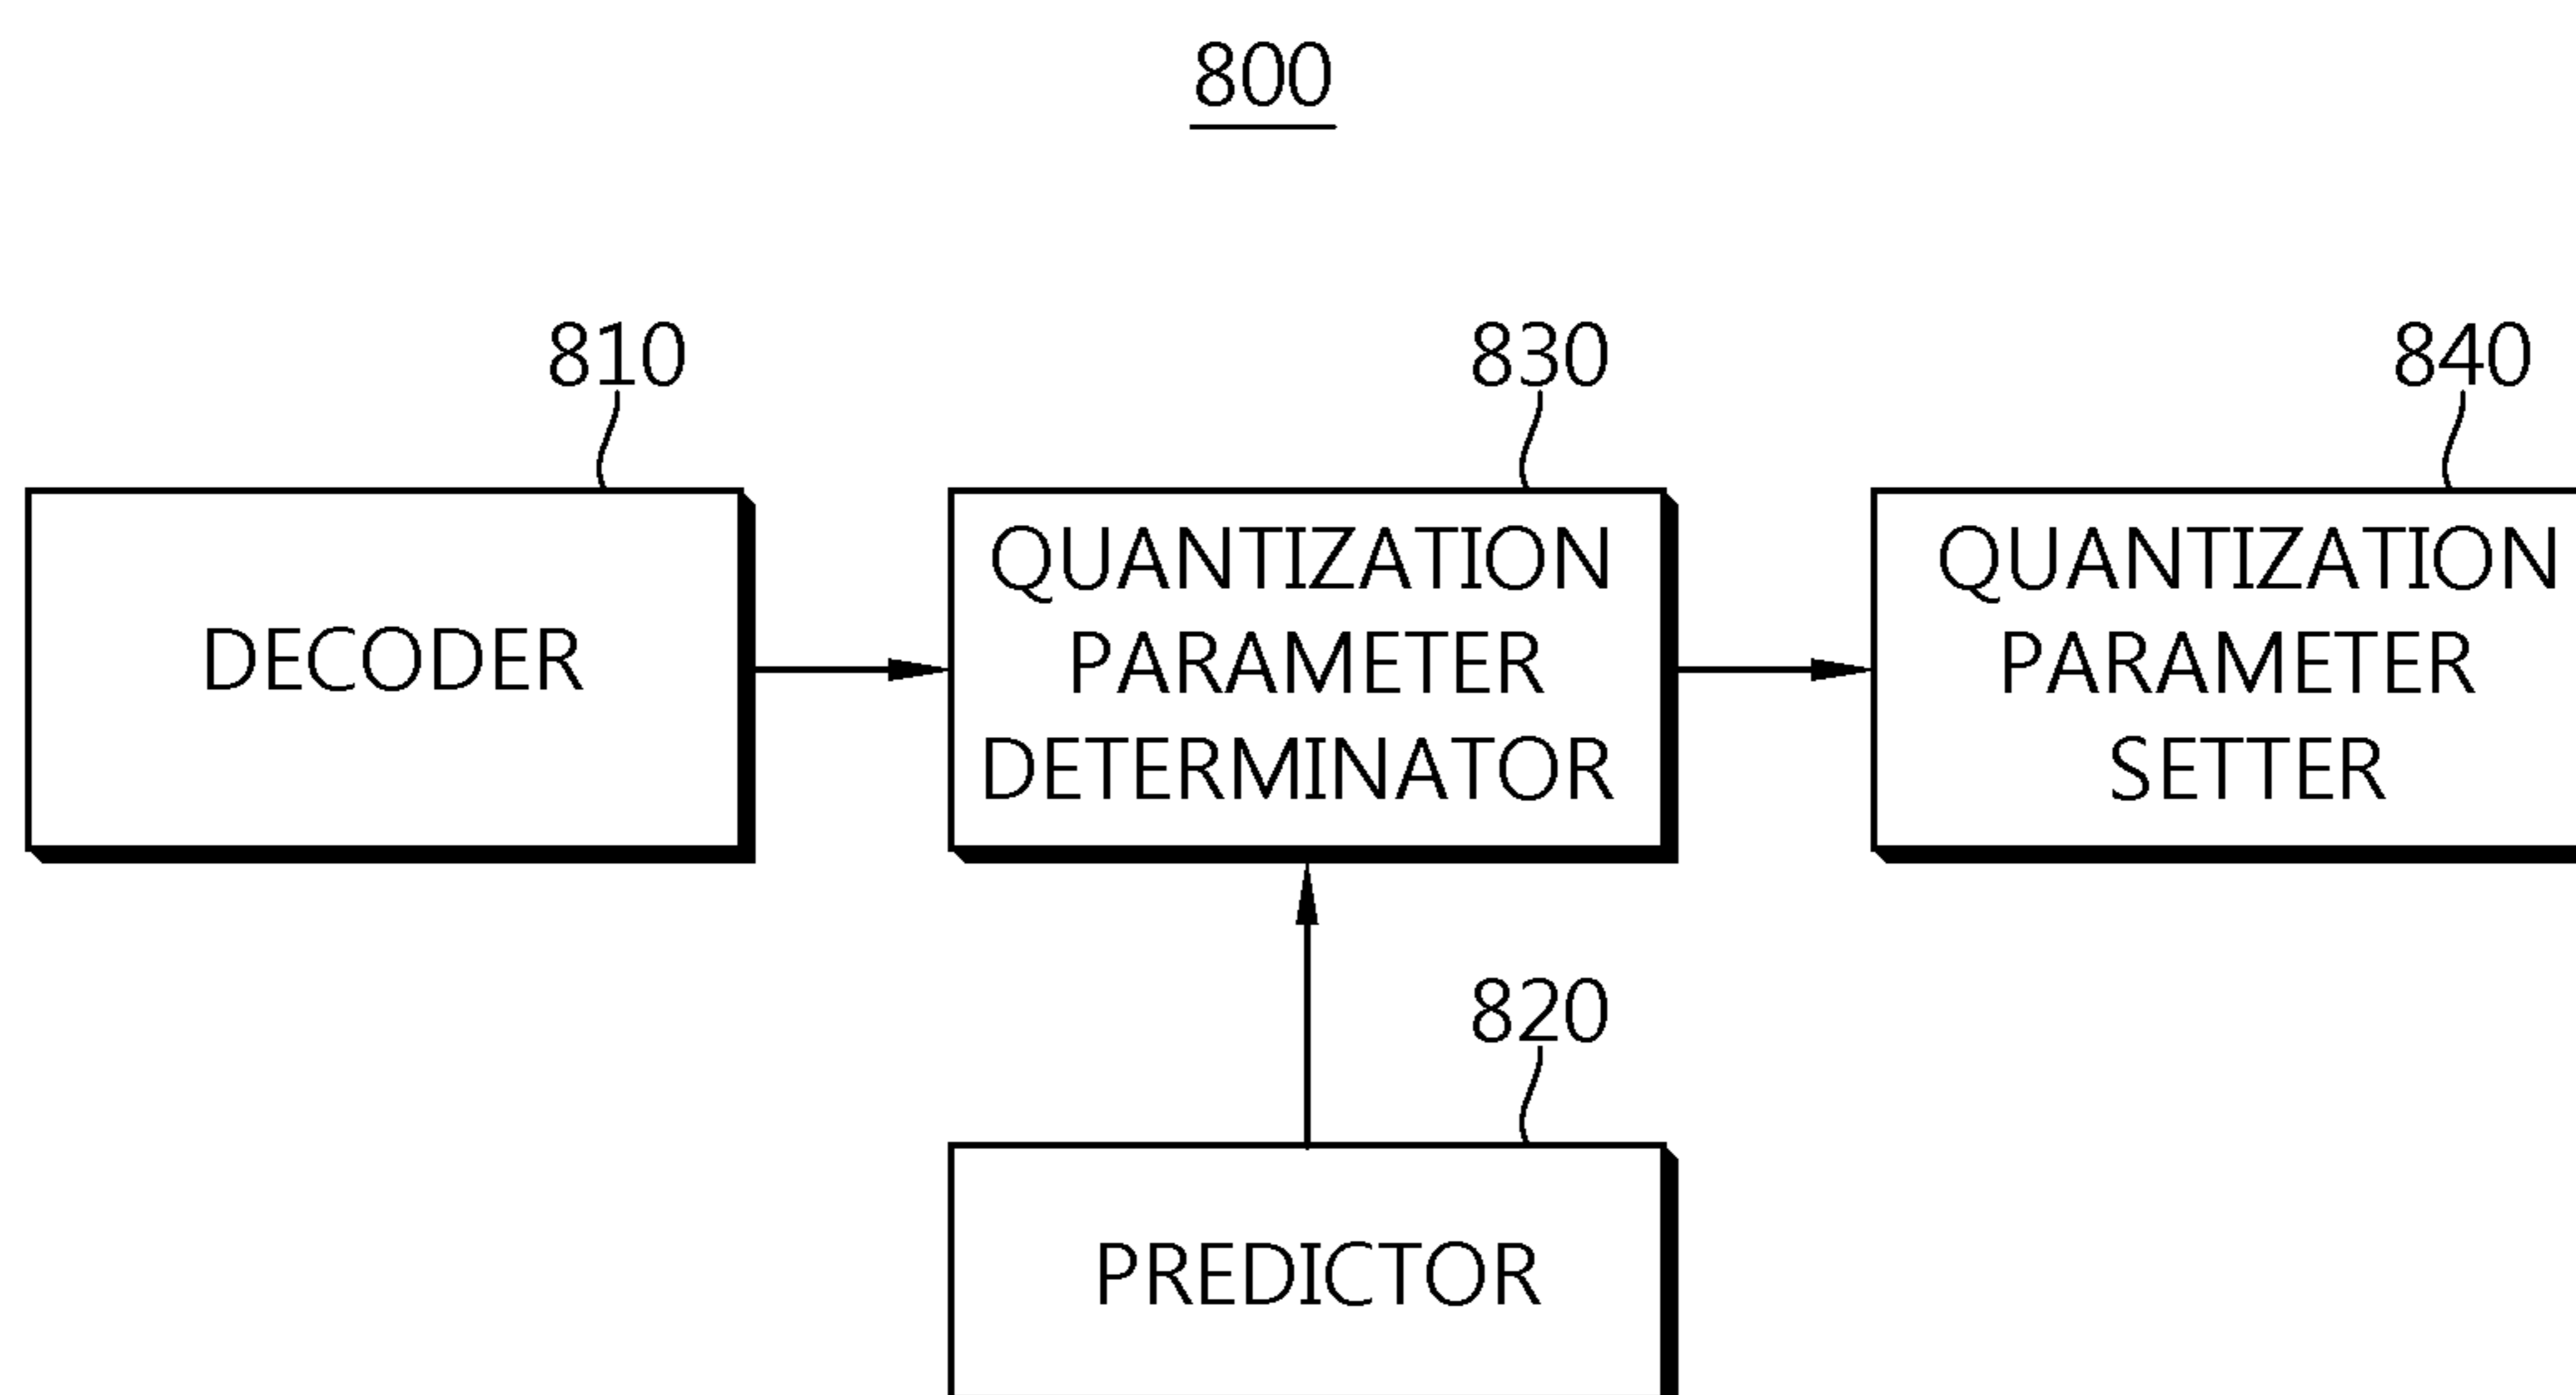 800
810
830
840
DECODER
QUANTIZATION
PARAMETER
DETERMINATOR
QUANTIZATION
PARAMETER
SETTER
820
PREDICTOR